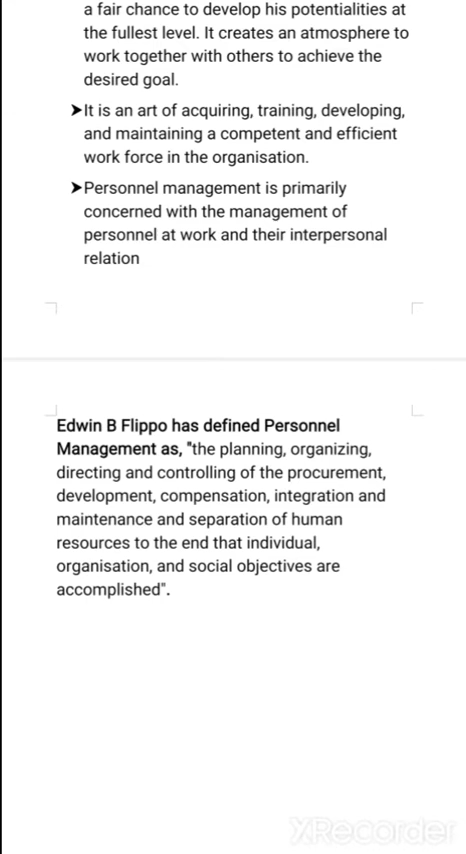 a fair chance to develop his potentialities at
the fullest level. It creates an atmosphere to
work together with others to achieve the
desired goal.
➤It is an art of acquiring, training, developing,
and maintaining a competent and efficient
work force in the organisation.
➤Personnel management is primarily
concerned with the management of
personnel at work and their interpersonal
relation
Edwin B Flippo has defined Personnel
Management as, "the planning, organizing,
directing and controlling of the procurement,
development, compensation, integration and
maintenance and separation of human
resources to the end that individual,
organisation, and social objectives are
accomplished".
XRecorder